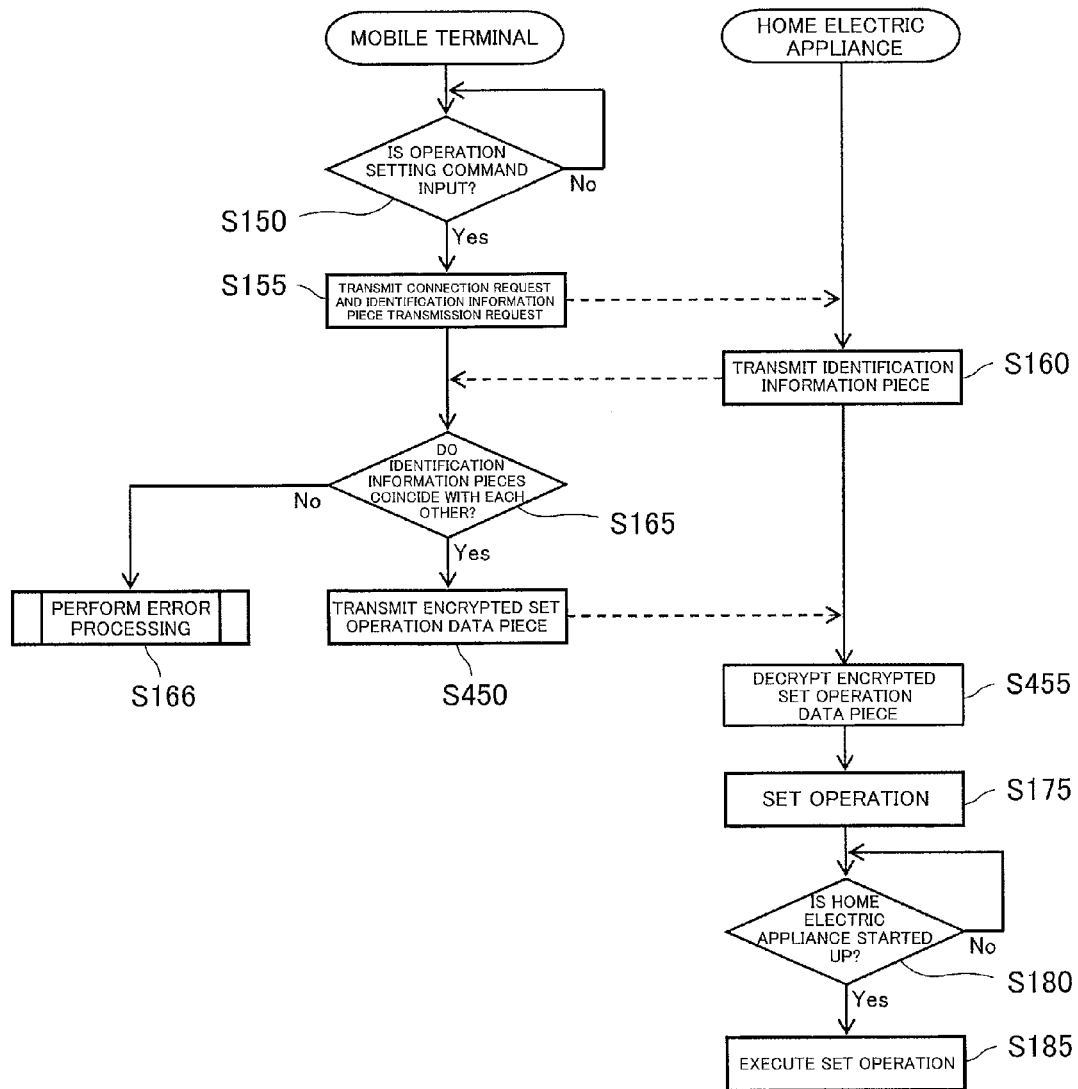 MOBILE TERMINAL
HOME ELECTRIC
APPLIANCE
IS OPERATION
SETTING COMMAND
INPUT?
No
S150
Yes
S155
TRANSMIT CONNECTION REQUEST
AND IDENTIFICATION INFORMATION
PIECE TRANSMISSION REQUEST
TRANSMIT IDENTIFICATION
INFORMATION PIECE
S160
DO
IDENTIFICATION
INFORMATION PIECES
COINCIDE WITH EACH
OTHER?
No
S165
Yes
PERFORM ERROR
PROCESSING
S166
TRANSMIT ENCRYPTED SET
OPERATION DATA PIECE
S450
DECRYPT ENCRYPTED
SET OPERATION
DATA PIECE
S455
SET OPERATION
S175
IS HOME
ELECTRIC
APPLIANCE STARTED
UP?
No
S180
Yes
EXECUTE SET OPERATION
S185